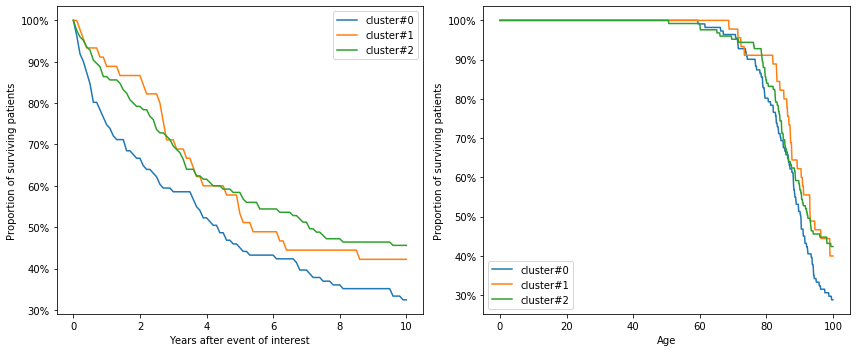 100%
90%
80%
70%
60%
50%
40%
30%
Proportion of surviving patients
0
2
4
6
8
10
Years after event of interest
cluster#0
cluster#1
cluster#2
100%
90%
80%
70%
60%
50%
40%
30%
Proportion of surviving patients
0
20
40
60
80
100
Age
cluster#0
cluster#1
cluster#2